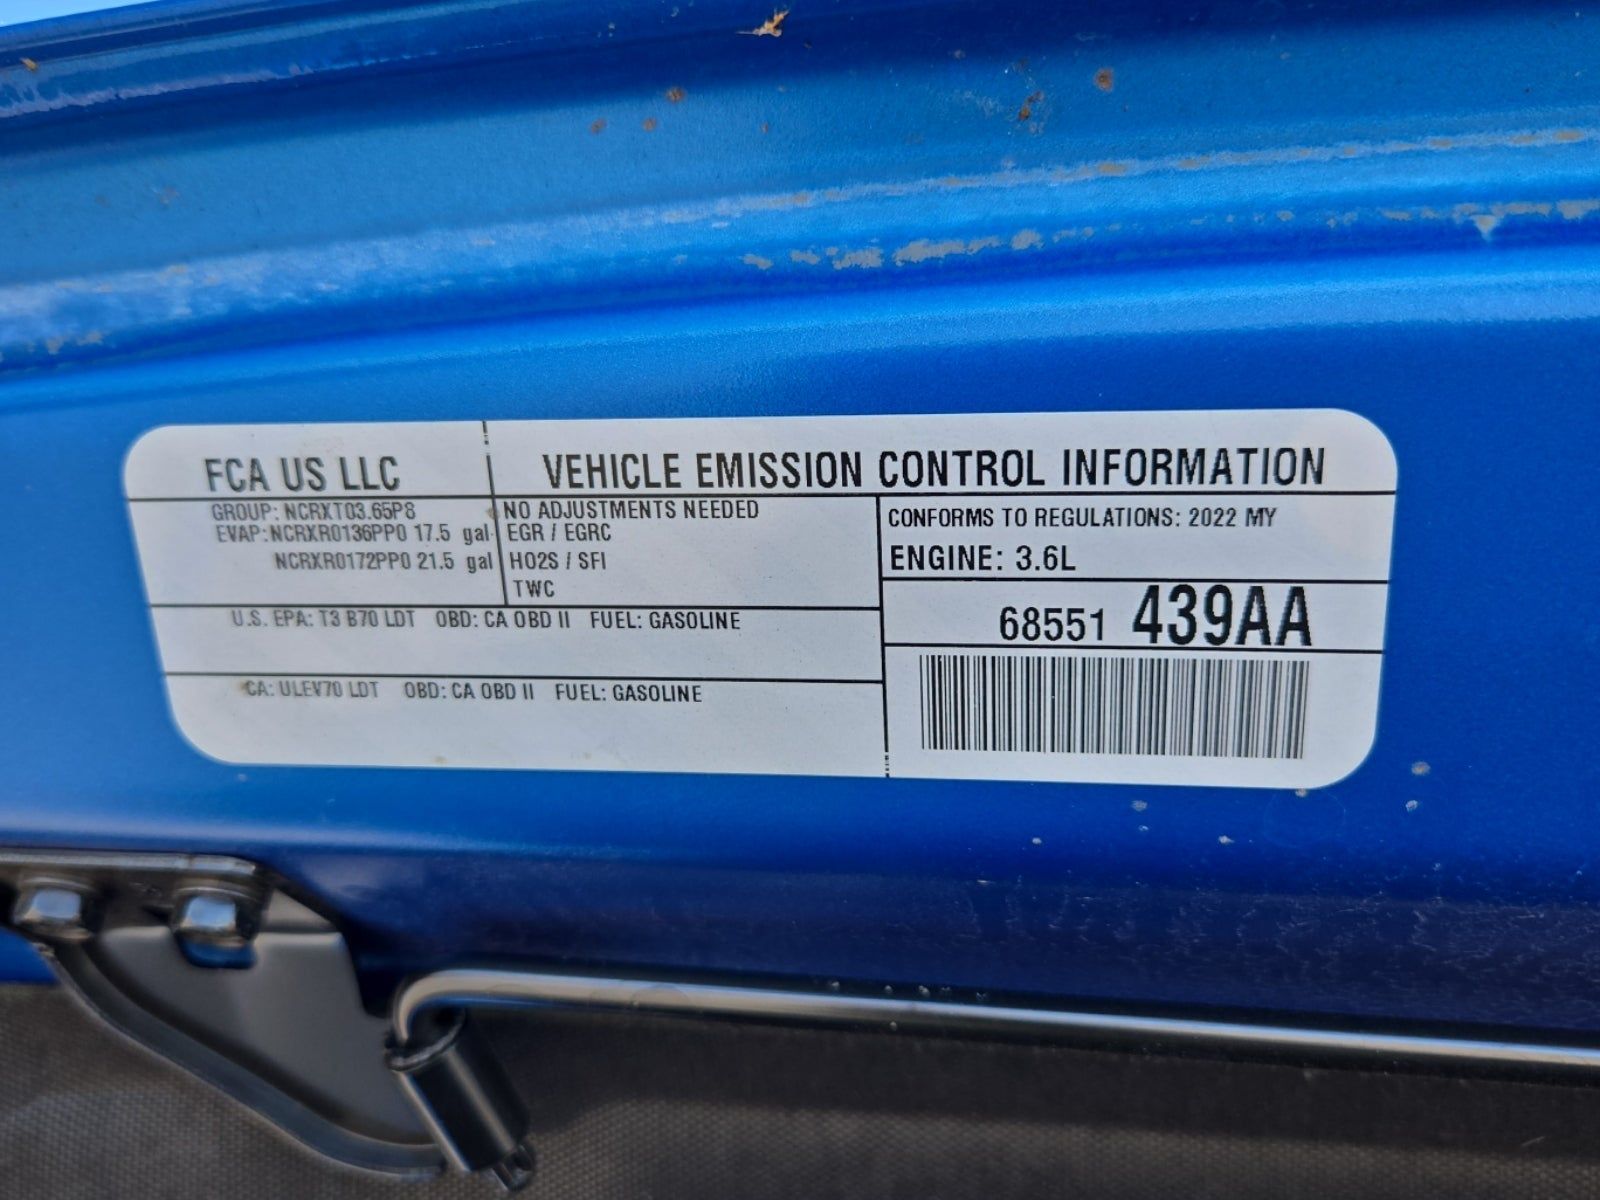 FCA US LLC
VEHICLE EMISSION CONTROL INFORMATION
GROUP: NCRXT03.65P8
EVAP: NCRXR0136PP0 17.5 gal
NCRXR0172PP0 21.5 gal
NO ADJUSTMENTS NEEDED
EGR / EGRC
HO2S / SFI
TWC
CONFORMS TO REGULATIONS: 2022 MY
ENGINE: 3.6L
U.S. EPA: T3 B70 LDT OBD: CA OBD II FUEL: GASOLINE
CA: ULEV70 LDT OBD: CA OBD II FUEL: GASOLINE
68551 439AA